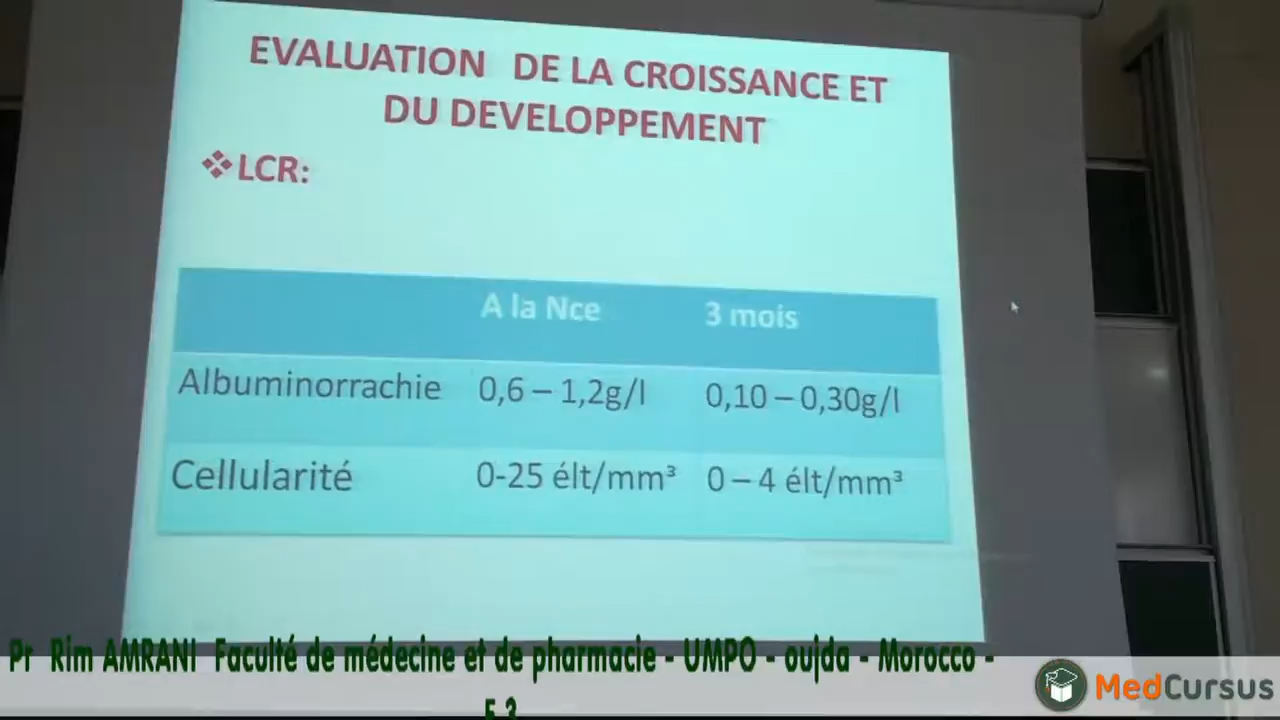 EVALUATION DE LA CROISSANCE ET
DU DEVELOPPEMENT
❖LCR:
A la Nce 3 mois
Albuminorrachie 0,6 – 1,2g/l 0,10 – 0,30g/l
Cellularité 0-25 élt/mm³ 0 – 4 élt/mm³
Pr Rim AMRANI Faculté de médecine et de pharmacie - UMPO - oujda - Morocco -
MedCursus